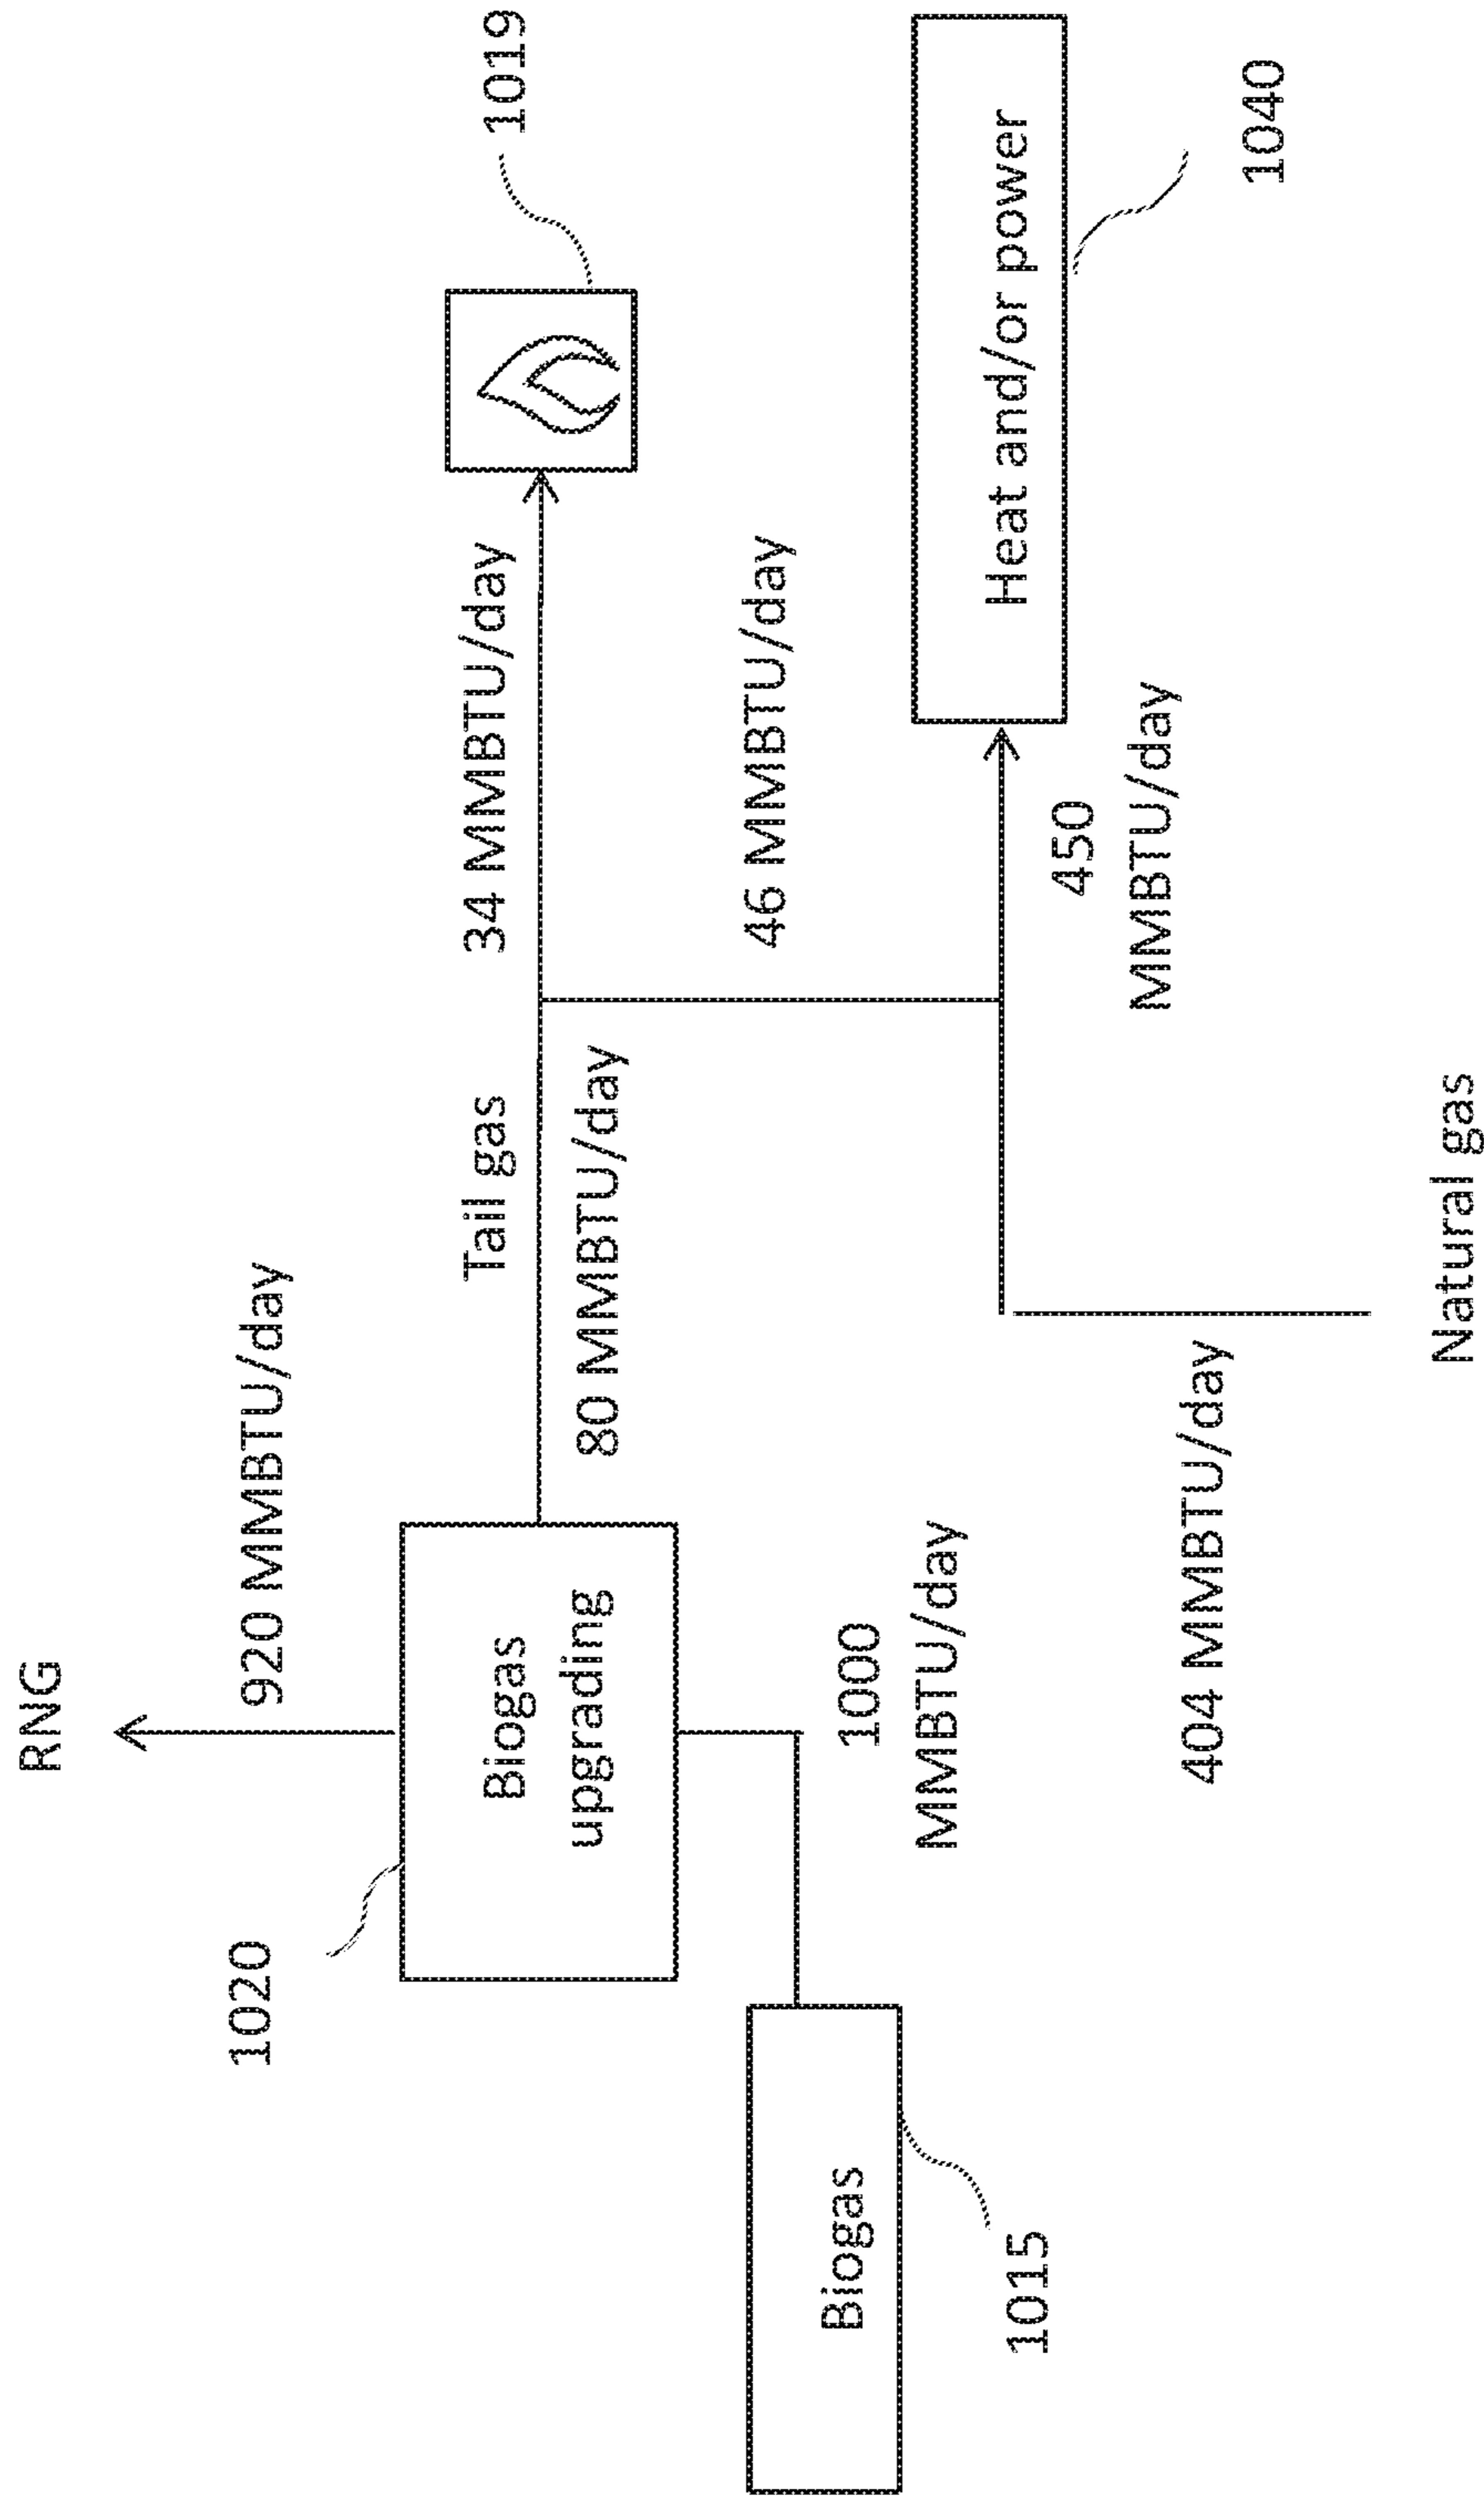 RNG
920 MMBTU/day
1020
Biogas
upgrading
Tail gas
80 MMBTU/day
34 MMBTU/day
1019
46 MMBTU/day
Biogas
1015
1000
MMBTU/day
Heat and/or power
1040
450
MMBTU/day
404 MMBTU/day
Natural gas